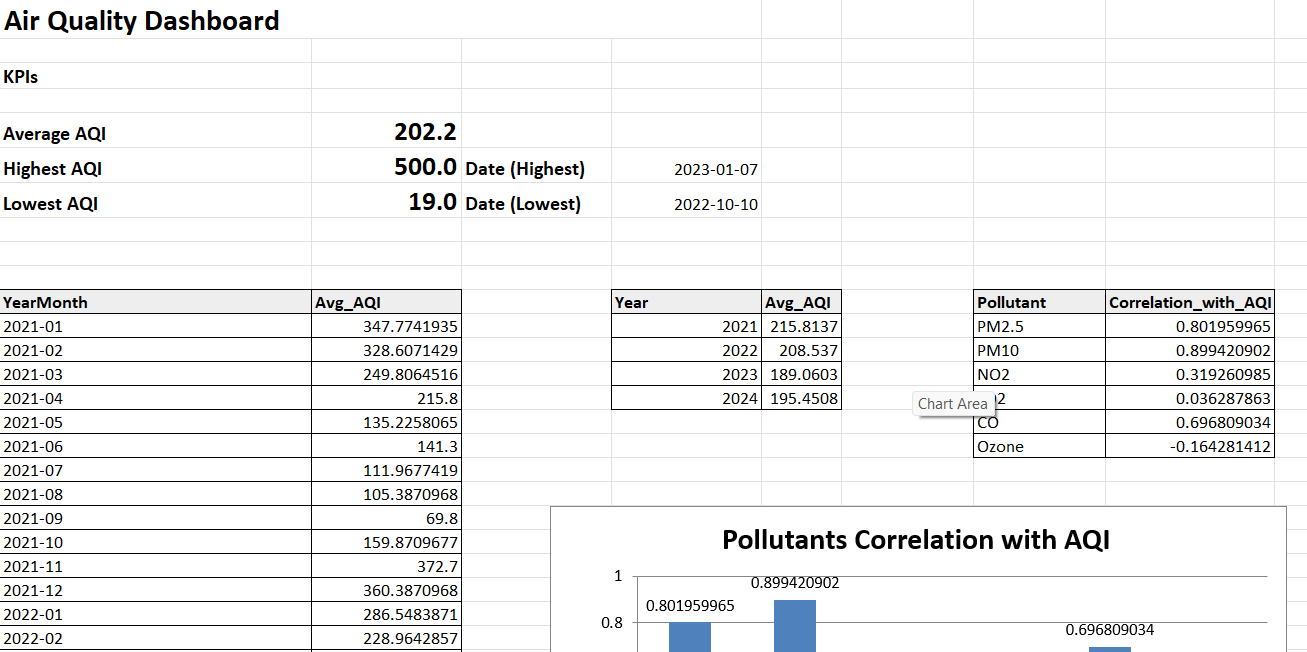 Air Quality Dashboard
KPIs
Average AQI 202.2
Highest AQI 500.0 Date (Highest) 2023-01-07
Lowest AQI 19.0 Date (Lowest) 2022-10-10
YearMonth Avg_AQI Year Avg_AQI Pollutant Correlation_with_AQI
2021-01 347.7741935 2021 215.8137 PM2.5 0.801959965
2021-02 328.6071429 2022 208.537 PM10 0.899420902
2021-03 249.8064516 2023 189.0603 NO2 0.319260985
2021-04 215.8 2024 195.4508 Chart Area 0.036287863
2021-05 135.2258065 CO 0.696809034
2021-06 141.3 Ozone -0.164281412
2021-07 111.9677419
2021-08 105.3870968
2021-09 69.8
2021-10 159.8709677
2021-11 372.7
2021-12 360.3870968
2022-01 286.5483871
2022-02 228.9642857
Pollutants Correlation with AQI
1
0.899420902
0.801959965
0.8
0.696809034